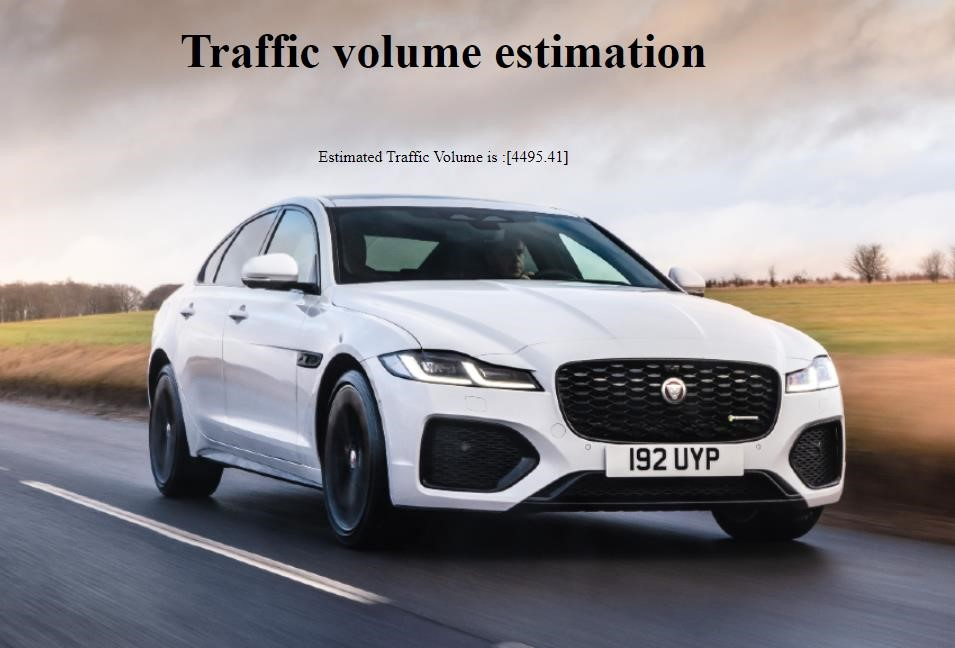 Traffic volume estimation
Estimated Traffic Volume is :[4495.41]
192 UYP